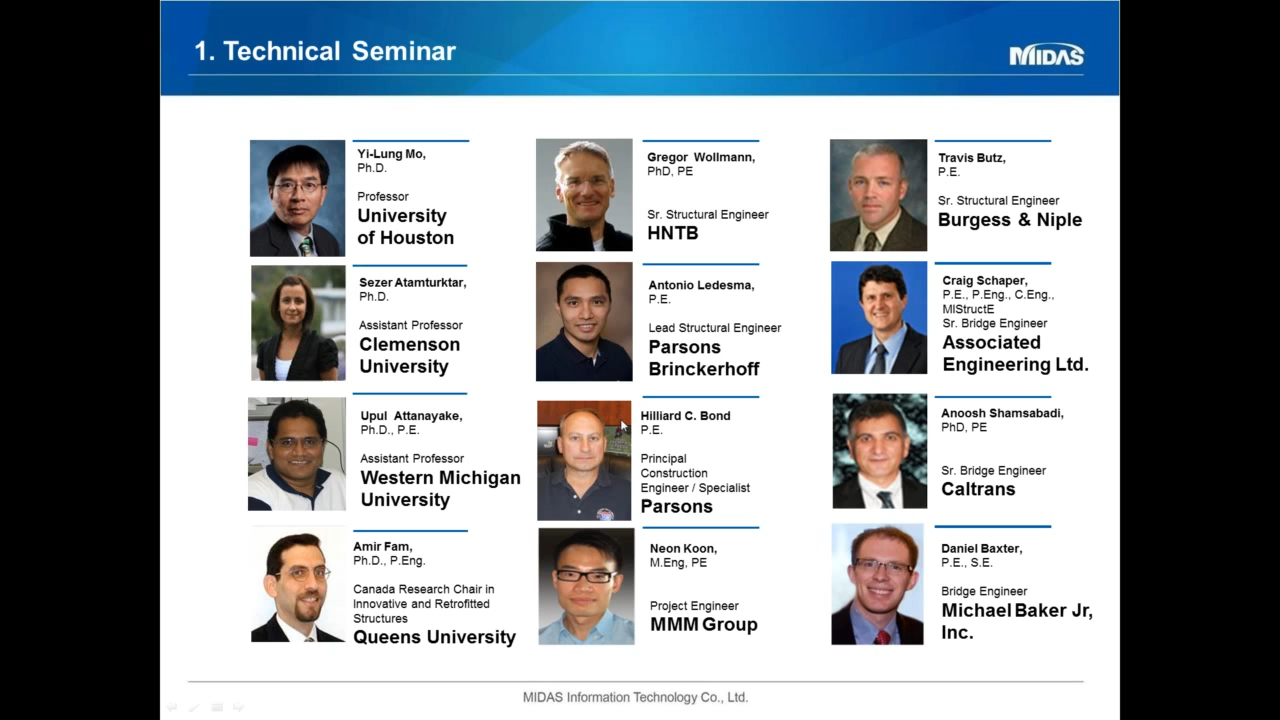 1. Technical Seminar
MIDAS
Yi-Lung Mo,
Ph.D.
Professor
University
of Houston
Gregor Wollmann,
PhD, PE
Sr. Structural Engineer
HNTB
Travis Butz,
P.E.
Sr. Structural Engineer
Burgess & Niple
Sezer Atamturktar,
Ph.D.
Assistant Professor
Clemenson
University
Antonio Ledesma,
P.E.
Lead Structural Engineer
Parsons
Brinckerhoff
Craig Schaper,
P.E., P.Eng., C.Eng.,
MIStructE
Sr. Bridge Engineer
Associated
Engineering Ltd.
Upul Attanayake,
Ph.D., P.E.
Assistant Professor
Western Michigan
University
Hilliard C. Bond
P.E.
Principal
Construction
Engineer / Specialist
Parsons
Anoosh Shamsabadi,
PhD, PE
Sr. Bridge Engineer
Caltrans
Amir Fam,
Ph.D., P.Eng.
Canada Research Chair in
Innovative and Retrofitted
Structures
Queens University
Neon Koon,
M.Eng, PE
Project Engineer
MMM Group
Daniel Baxter,
P.E., S.E.
Bridge Engineer
Michael Baker Jr,
Inc.
MIDAS Information Technology Co., Ltd.